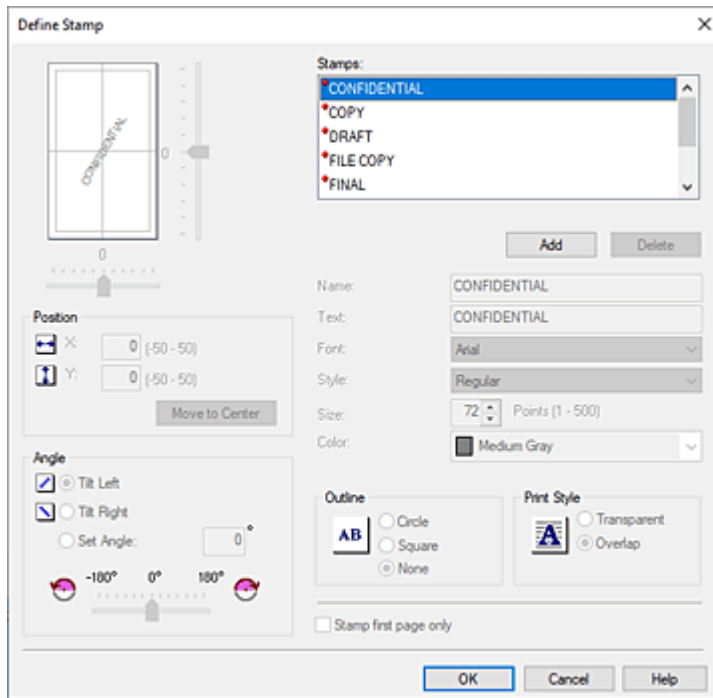 Define Stamp
CONFIDENTIAL
0
0
Position
X: 0 (-50 - 50)
Y: 0 (-50 - 50)
Move to Center
Angle
Tilt Left
Tilt Right
Set Angle: 0 °
-180° 0° 180°
Stamps:
CONFIDENTIAL
COPY
DRAFT
FILE COPY
FINAL
Add Delete
Name: CONFIDENTIAL
Text: CONFIDENTIAL
Font: Arial
Style: Regular
Size: 72 Points (1 - 500)
Color: Medium Gray
Outline
AB
Circle
Square
None
Print Style
A
Transparent
Overlap
Stamp first page only
OK Cancel Help